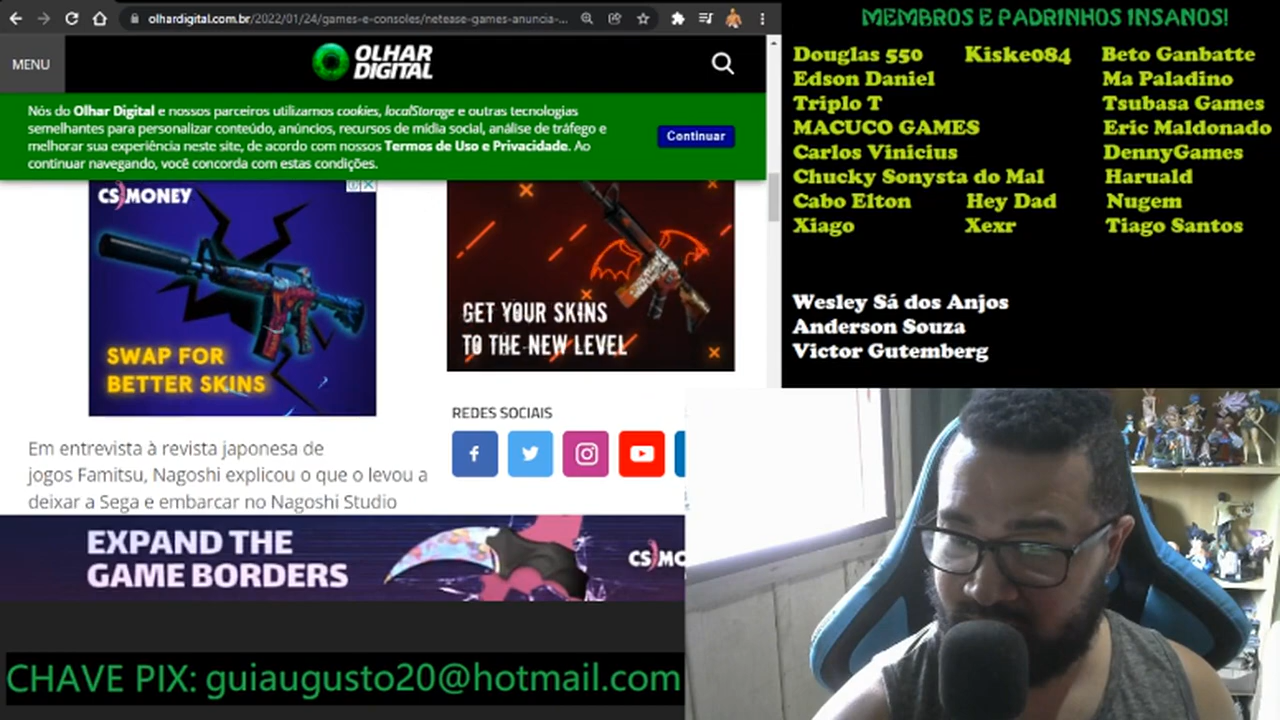 olhardigital.com.br/2022/01/24/games-e-consoles/netease-games-anuncia-...
MENU
OLHAR
DIGITAL
Nós do Olhar Digital e nossos parceiros utilizamos cookies, localStorage e outras tecnologias
semelhantes para personalizar conteúdo, anúncios, recursos de mídia social, análise de tráfego e
melhorar sua experiência neste site, de acordo com nossos Termos de Uso e Privacidade. Ao
continuar navegando, você concorda com estas condições.
Continuar
CS MONEY
SWAP FOR
BETTER SKINS
GET YOUR SKINS
TO THE NEW LEVEL
REDES SOCIAIS
Em entrevista à revista japonesa de
jogos Famitsu, Nagoshi explicou o que o levou a
deixar a Sega e embarcar no Nagoshi Studio
EXPAND THE
GAME BORDERS
CS MO
CHAVE PIX: guiaugusto20@hotmail.com
MEMBROS E PADRINHOS INSANOS!
Douglas 550 Kiske084 Beto Ganbatte
Edson Daniel Ma Paladino
Triplo T Tsubasa Games
MACUCO GAMES Eric Maldonado
Carlos Vinicius DennyGames
Chucky Sonysta do Mal Haruald
Cabo Elton Hey Dad Nugem
Xiago Xexr Tiago Santos
Wesley Sá dos Anjos
Anderson Souza
Victor Gutemberg